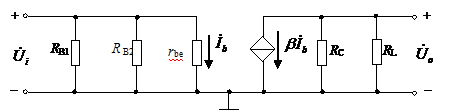 + +
U̇i RB1 RB2 rbe İb βİb RC RL U̇o
− −